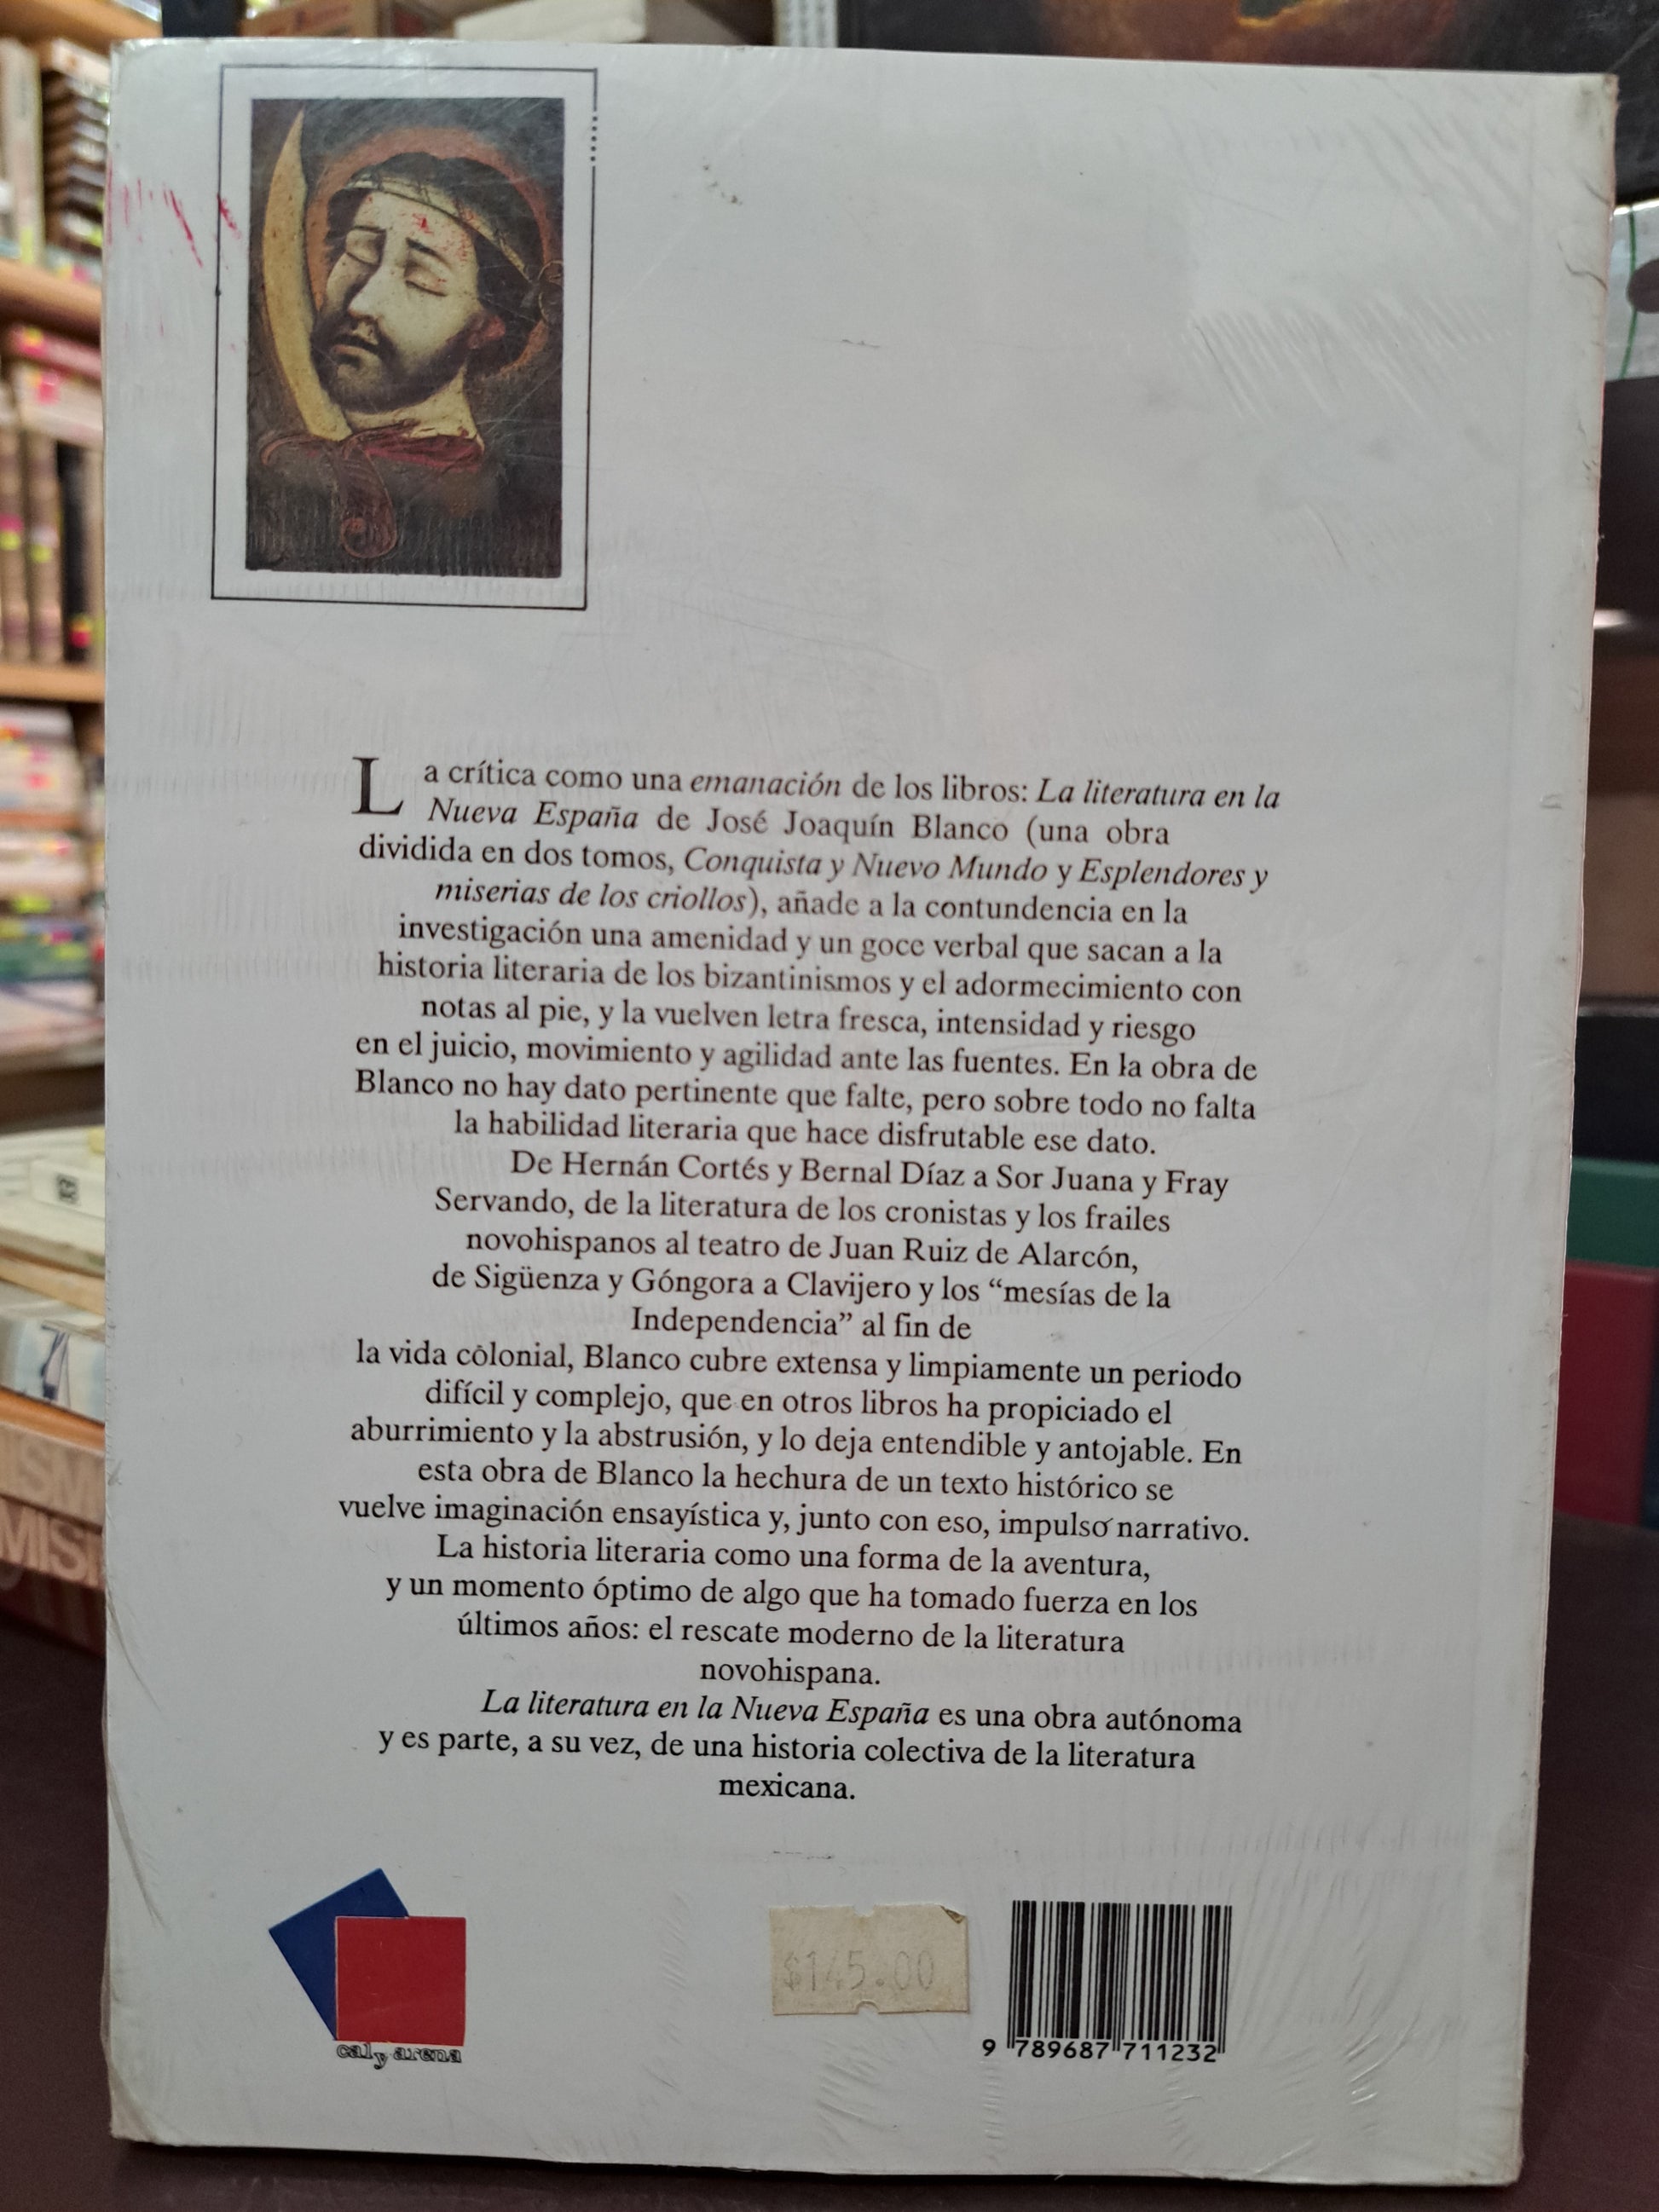 La crítica como una emanación de los libros: La literatura en la
Nueva España de José Joaquín Blanco (una obra
dividida en dos tomos, Conquista y Nuevo Mundo y Esplendores y
miserias de los criollos), añade a la contundencia en la
investigación una amenidad y un goce verbal que sacan a la
historia literaria de los bizantinismos y el adormecimiento con
notas al pie, y la vuelven letra fresca, intensidad y riesgo
en el juicio, movimiento y agilidad ante las fuentes. En la obra de
Blanco no hay dato pertinente que falte, pero sobre todo no falta
la habilidad literaria que hace disfrutable ese dato.
De Hernán Cortés y Bernal Díaz a Sor Juana y Fray
Servando, de la literatura de los cronistas y los frailes
novohispanos al teatro de Juan Ruiz de Alarcón,
de Sigüenza y Góngora a Clavijero y los “mesías de la
Independencia” al fin de
la vida colonial, Blanco cubre extensa y limpiamente un periodo
difícil y complejo, que en otros libros ha propiciado el
aburrimiento y la abstrusión, y lo deja entendible y antojable. En
esta obra de Blanco la hechura de un texto histórico se
vuelve imaginación ensayística y, junto con eso, impulso narrativo.
La historia literaria como una forma de la aventura,
y un momento óptimo de algo que ha tomado fuerza en los
últimos años: el rescate moderno de la literatura
novohispana.
La literatura en la Nueva España es una obra autónoma
y es parte, a su vez, de una historia colectiva de la literatura
mexicana.
cal y arena
9 789687 711232